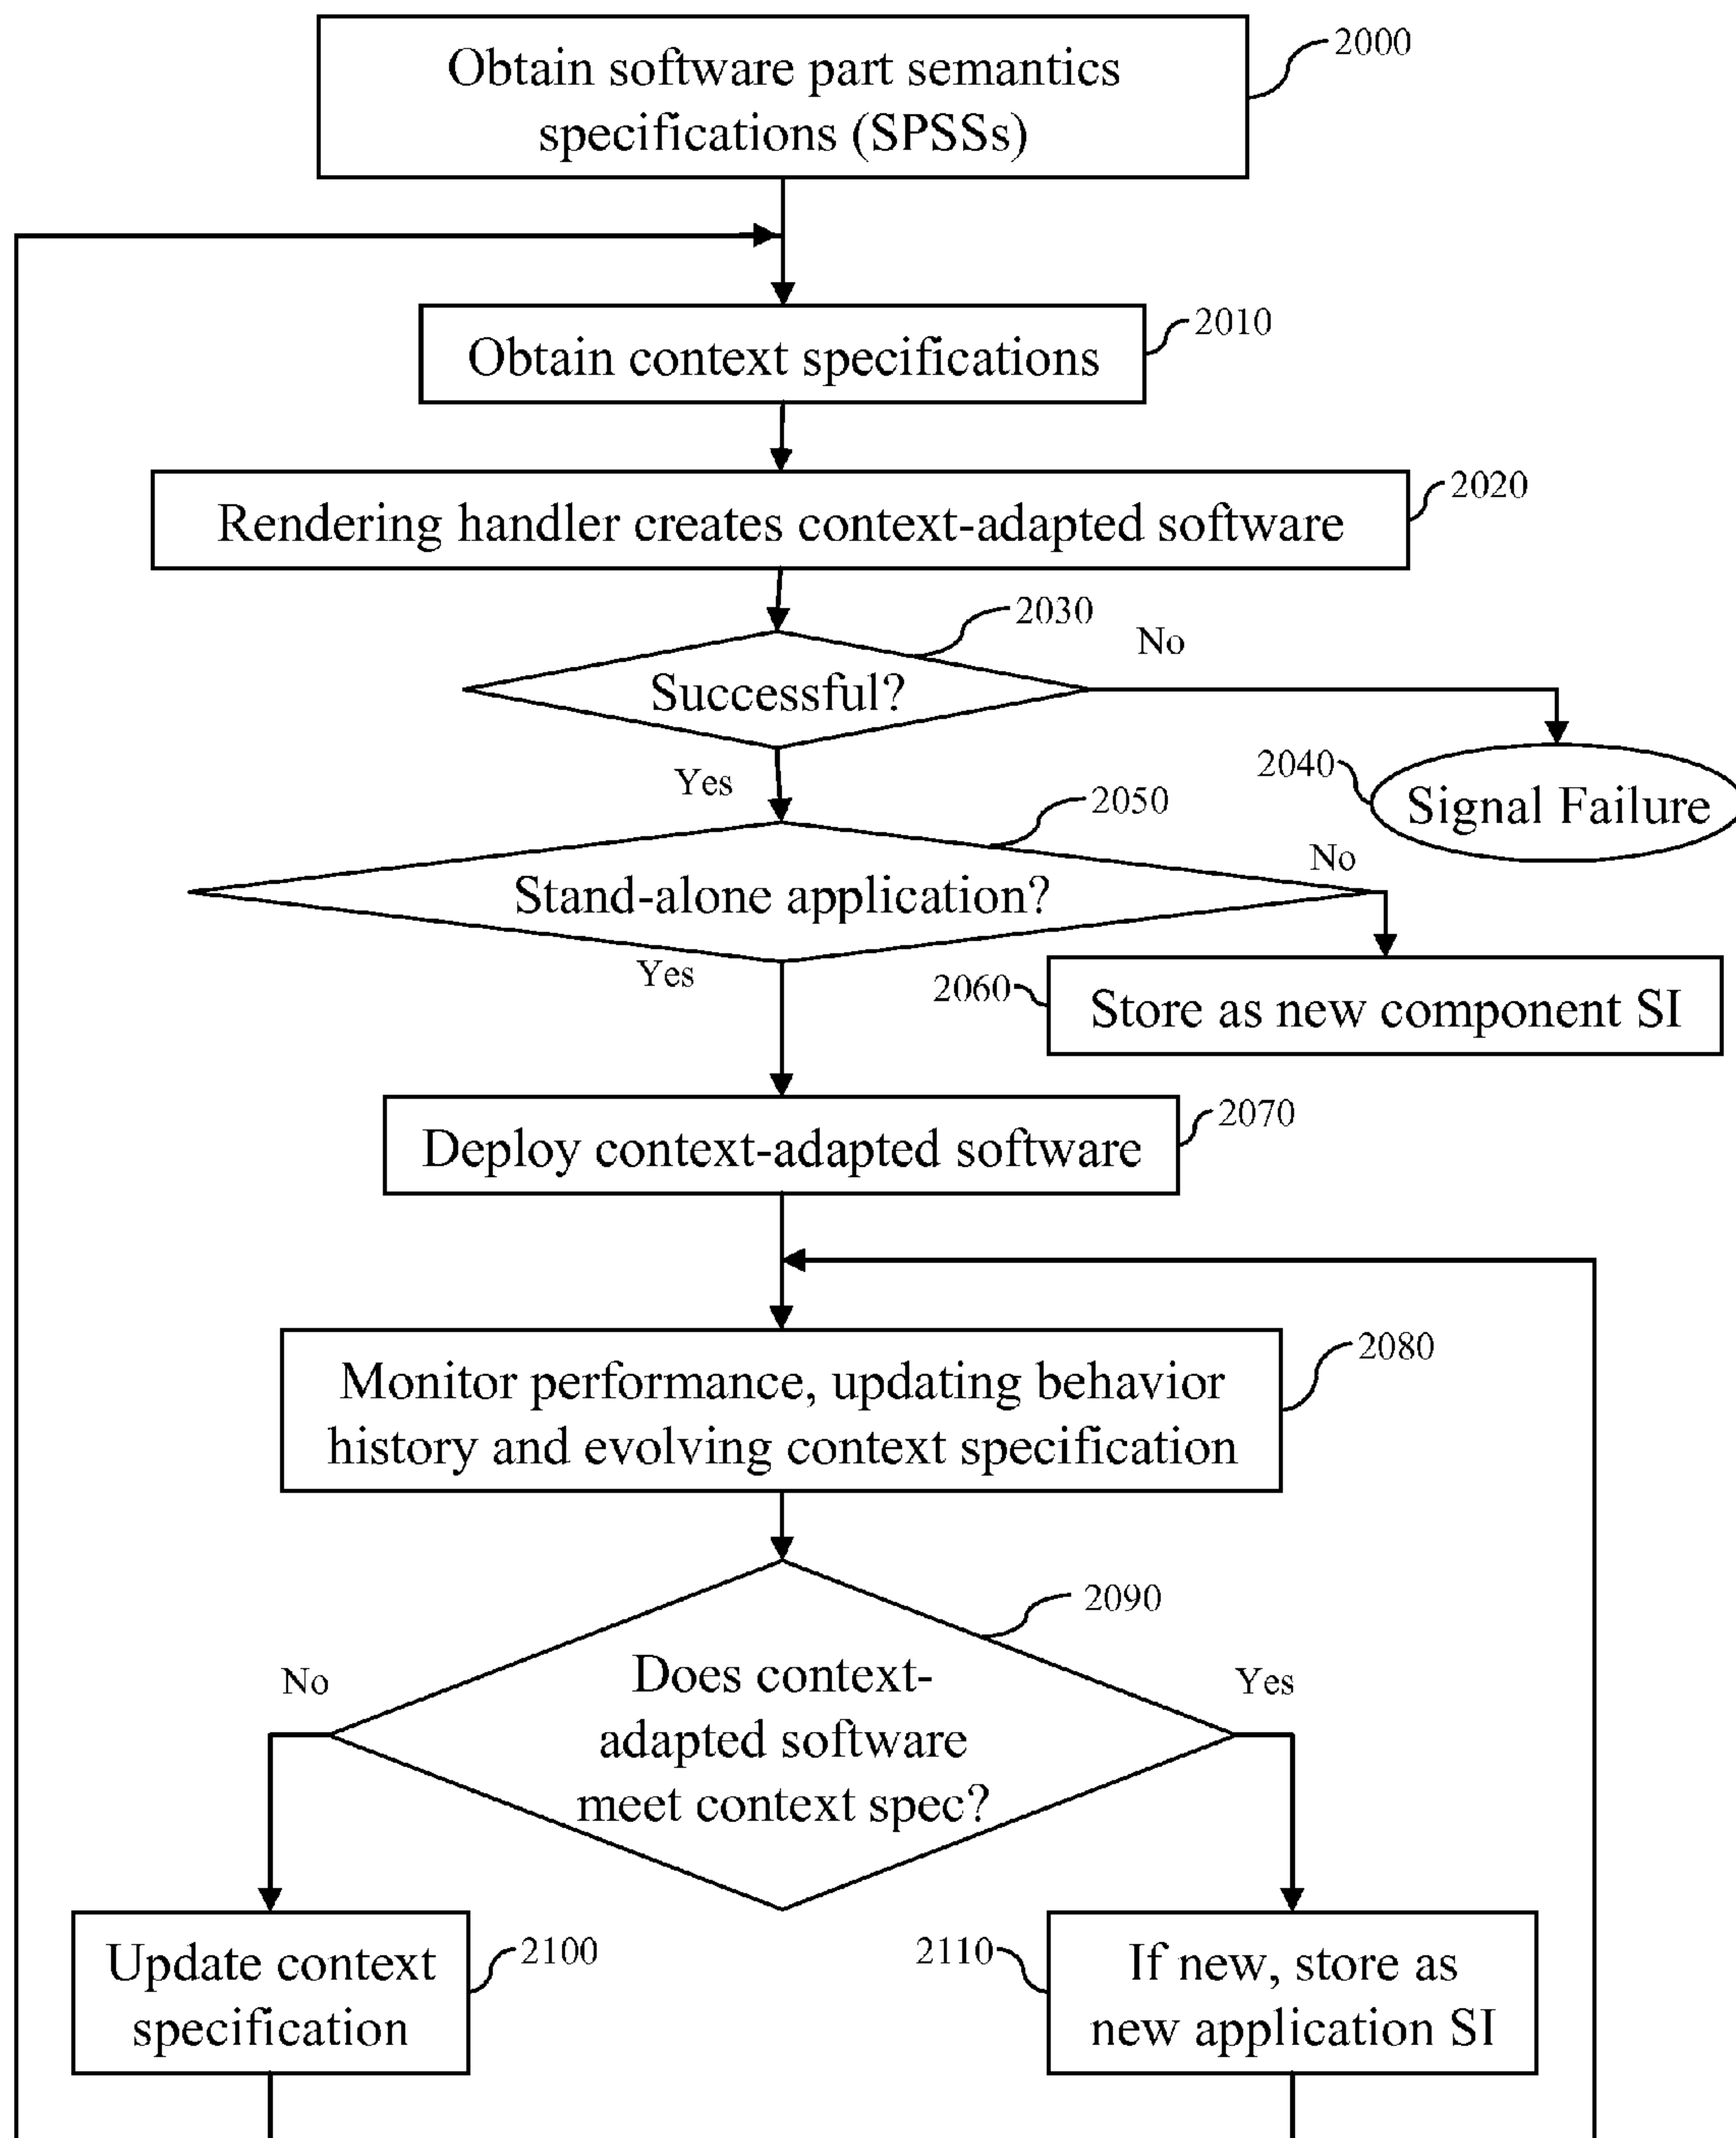 Obtain software part semantics
specifications (SPSSs)
2000
Obtain context specifications
2010
Rendering handler creates context-adapted software
2020
Successful?
2030
No
Yes
2040
Signal Failure
Stand-alone application?
2050
No
Yes
2060
Store as new component SI
Deploy context-adapted software
2070
Monitor performance, updating behavior
history and evolving context specification
2080
Does context-
adapted software
meet context spec?
2090
No
Yes
Update context
specification
2100
2110
If new, store as
new application SI